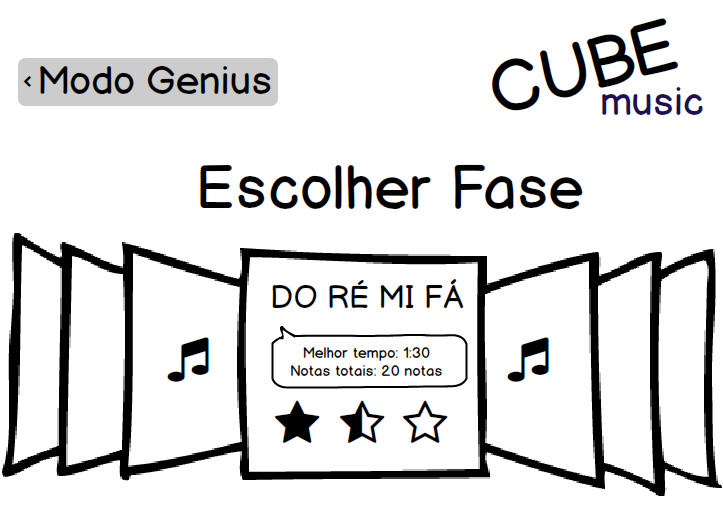 ‹ Modo Genius
CUBE
music
Escolher Fase
DO RÉ MI FÁ
Melhor tempo: 1:30
Notas totais: 20 notas